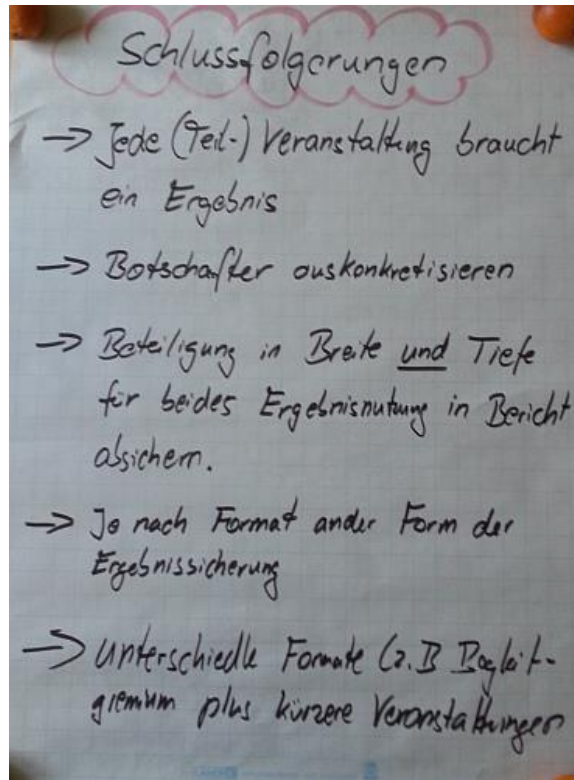 Schlussfolgerungen
→ Jede (Teil-) Veranstaltung braucht
ein Ergebnis
→ Botschafter auskonkretisieren
→ Beteiligung in Breite und Tiefe
für beides Ergebnisnutzung in Bericht
absichern.
→ Je nach Format ander Form der
Ergebnissicherung
→ Unterschiedle Formate (z.B Begleit-
gremium plus kürzere Veranstaltungen